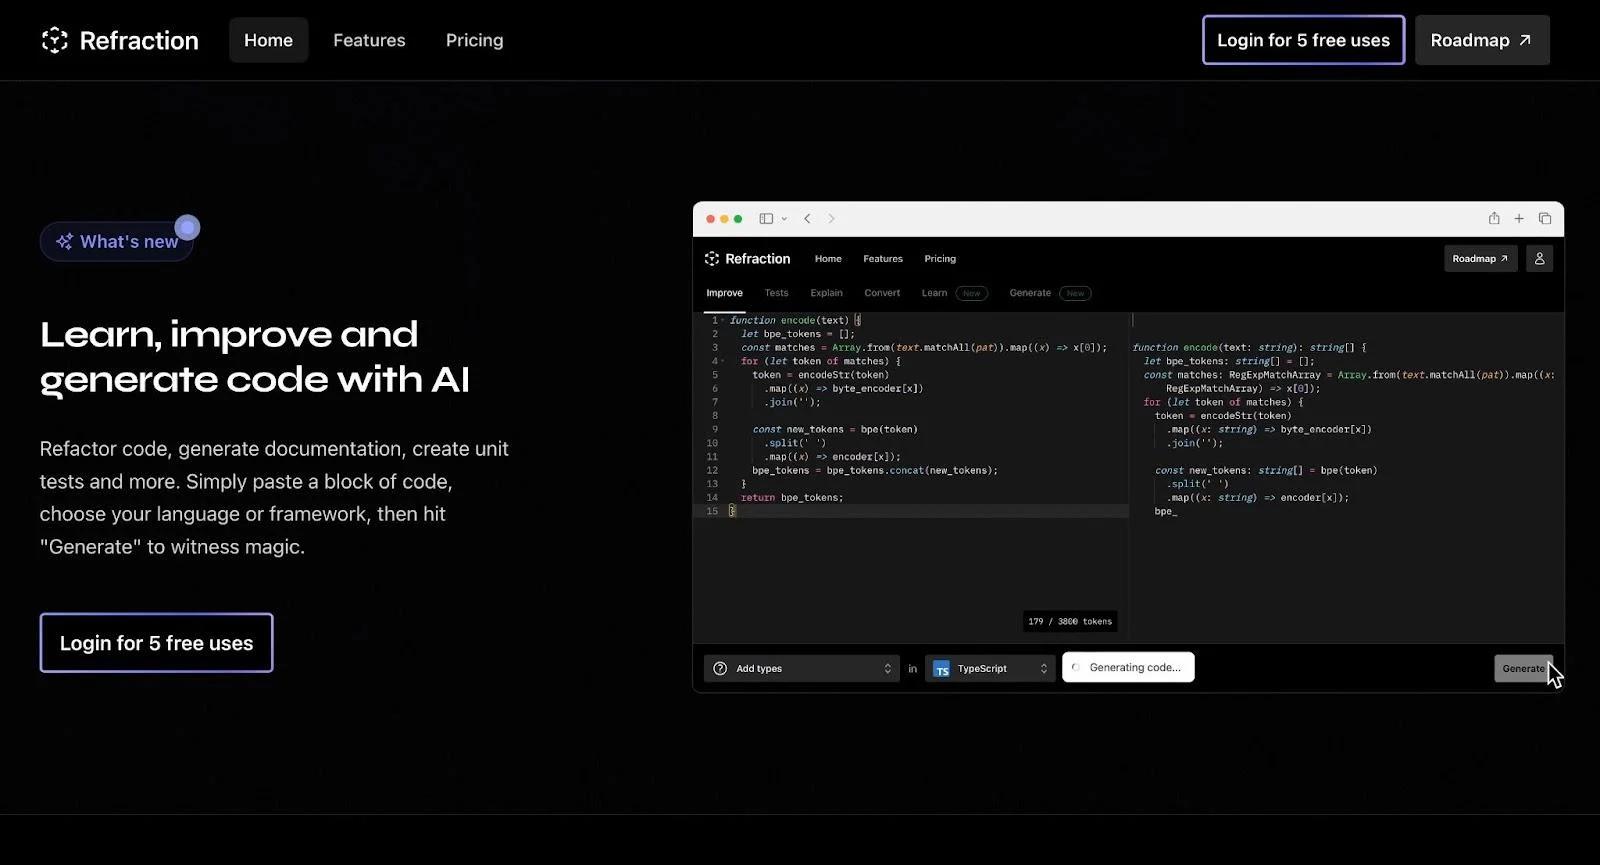 Refraction
Home
Features
Pricing
Login for 5 free uses
Roadmap ↗
What's new
Learn, improve and
generate code with AI
Refactor code, generate documentation, create unit
tests and more. Simply paste a block of code,
choose your language or framework, then hit
"Generate" to witness magic.
Login for 5 free uses
Refraction
Home
Features
Pricing
Roadmap ↗
Improve
Tests
Explain
Convert
Learn
New
Generate
New
1 function encode(text) {
2 let bpe_tokens = [];
3 const matches = Array.from(text.matchAll(pat)).map((x) => x[0]);
4 for (let token of matches) {
5 token = encodeStr(token)
6 .map((x) => byte_encoder[x])
7 .join('');
8
9 const new_tokens = bpe(token)
10 .split(' ')
11 .map((x) => encoder[x]);
12 bpe_tokens = bpe_tokens.concat(new_tokens);
13 }
14 return bpe_tokens;
15 }
function encode(text: string): string[] {
let bpe_tokens: string[] = [];
const matches: RegExpMatchArray = Array.from(text.matchAll(pat)).map((x:
RegExpMatchArray) => x[0]);
for (let token of matches) {
token = encodeStr(token)
.map((x: string) => byte_encoder[x])
.join('');
const new_tokens: string[] = bpe(token)
.split(' ')
.map((x: string) => encoder[x]);
bpe_
179 / 3800 tokens
Add types
in
TS
TypeScript
Generating code...
Generate